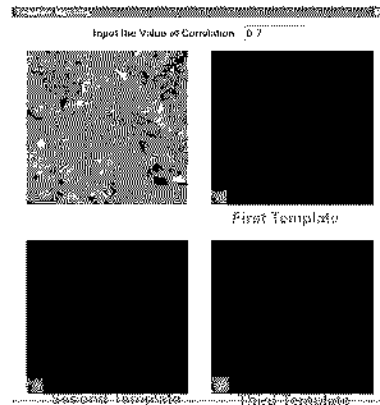 Input the Value of Correlation 0.7
First Template
Second Template
Third Template